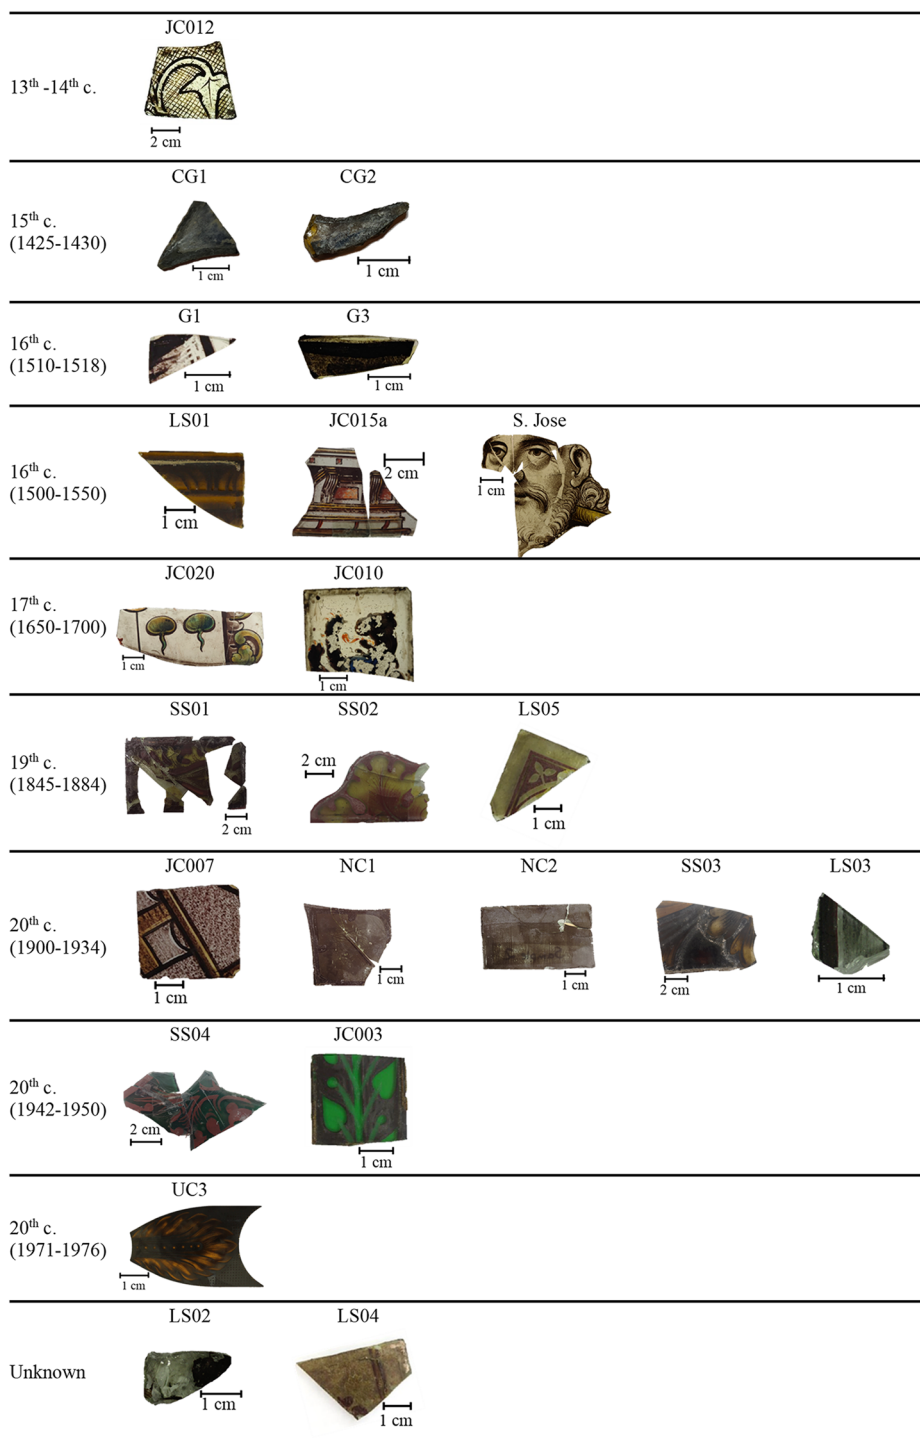 JC012
13th -14th c.
2 cm
CG1 CG2
15th c.
(1425-1430)
1 cm 1 cm
G1 G3
16th c.
(1510-1518)
1 cm 1 cm
LS01 JC015a S. Jose
16th c.
(1500-1550)
1 cm 2 cm 1 cm
JC020 JC010
17th c.
(1650-1700)
1 cm 1 cm
SS01 SS02 LS05
19th c.
(1845-1884)
2 cm 2 cm 1 cm
JC007 NC1 NC2 SS03 LS03
20th c.
(1900-1934)
1 cm 1 cm 1 cm 2 cm 1 cm
SS04 JC003
20th c.
(1942-1950)
2 cm 1 cm
UC3
20th c.
(1971-1976)
1 cm
LS02 LS04
Unknown
1 cm 1 cm